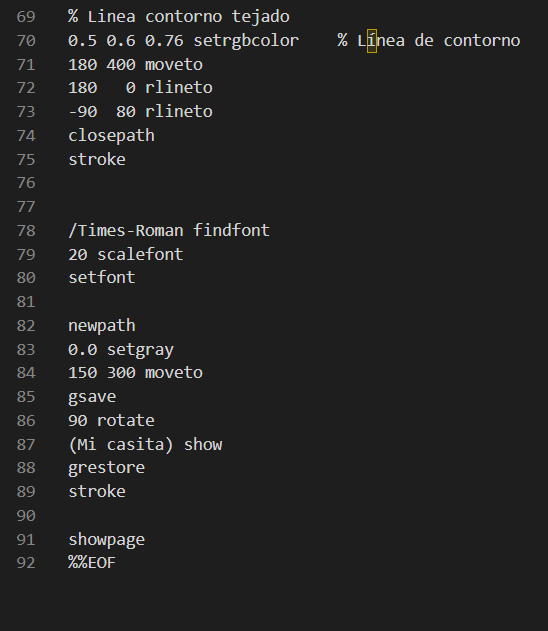 69 % Linea contorno tejado
70 0.5 0.6 0.76 setrgbcolor    % Línea de contorno
71 180 400 moveto
72 180   0 rlineto
73 -90  80 rlineto
74 closepath
75 stroke
76
77
78 /Times-Roman findfont
79 20 scalefont
80 setfont
81
82 newpath
83 0.0 setgray
84 150 300 moveto
85 gsave
86 90 rotate
87 (Mi casita) show
88 grestore
89 stroke
90
91 showpage
92 %%EOF